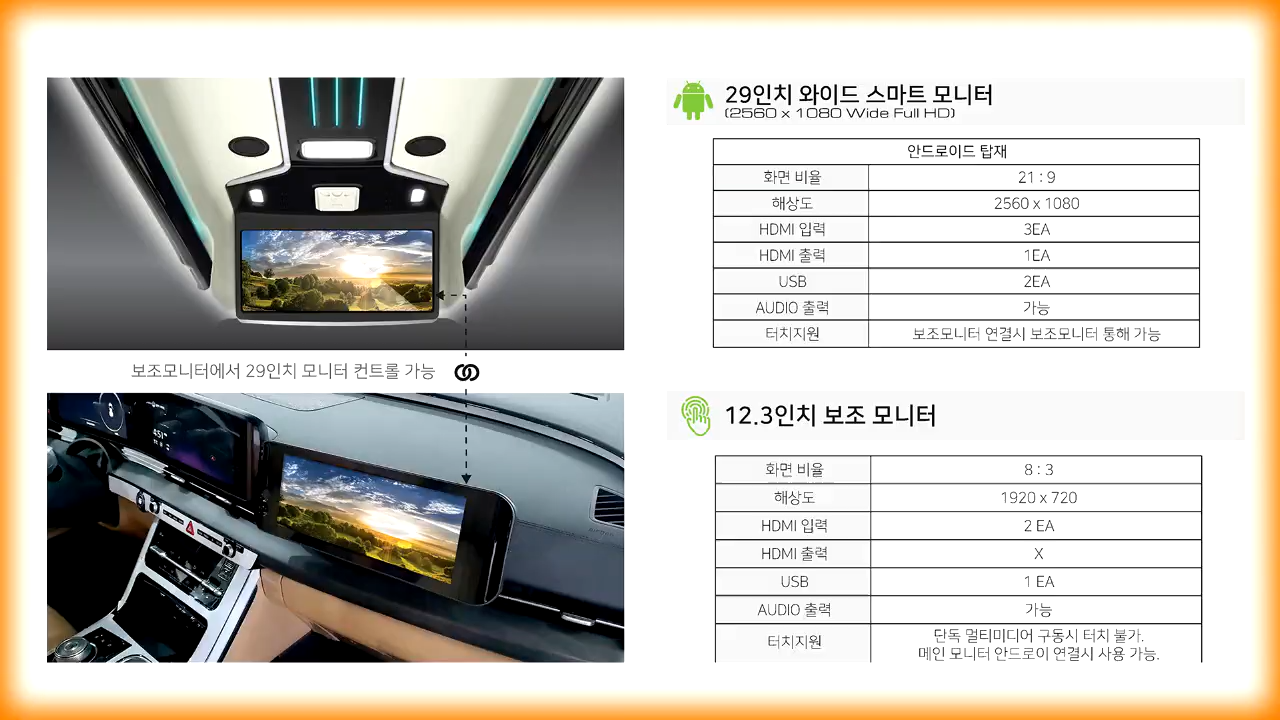 29인치 와이드 스마트 모니터
(2560 x 1080 Wide Full HD)
안드로이드 탑재
화면 비율 21 : 9
해상도 2560 x 1080
HDMI 입력 3EA
HDMI 출력 1EA
USB 2EA
AUDIO 출력 가능
터치지원 보조모니터 연결시 보조모니터 통해 가능
보조모니터에서 29인치 모니터 컨트롤 가능
12.3인치 보조 모니터
화면 비율 8 : 3
해상도 1920 x 720
HDMI 입력 2 EA
HDMI 출력 X
USB 1 EA
AUDIO 출력 가능
터치지원 단독 멀티미디어 구동시 터치 불가.
메인 모니터 안드로이 연결시 사용 가능.